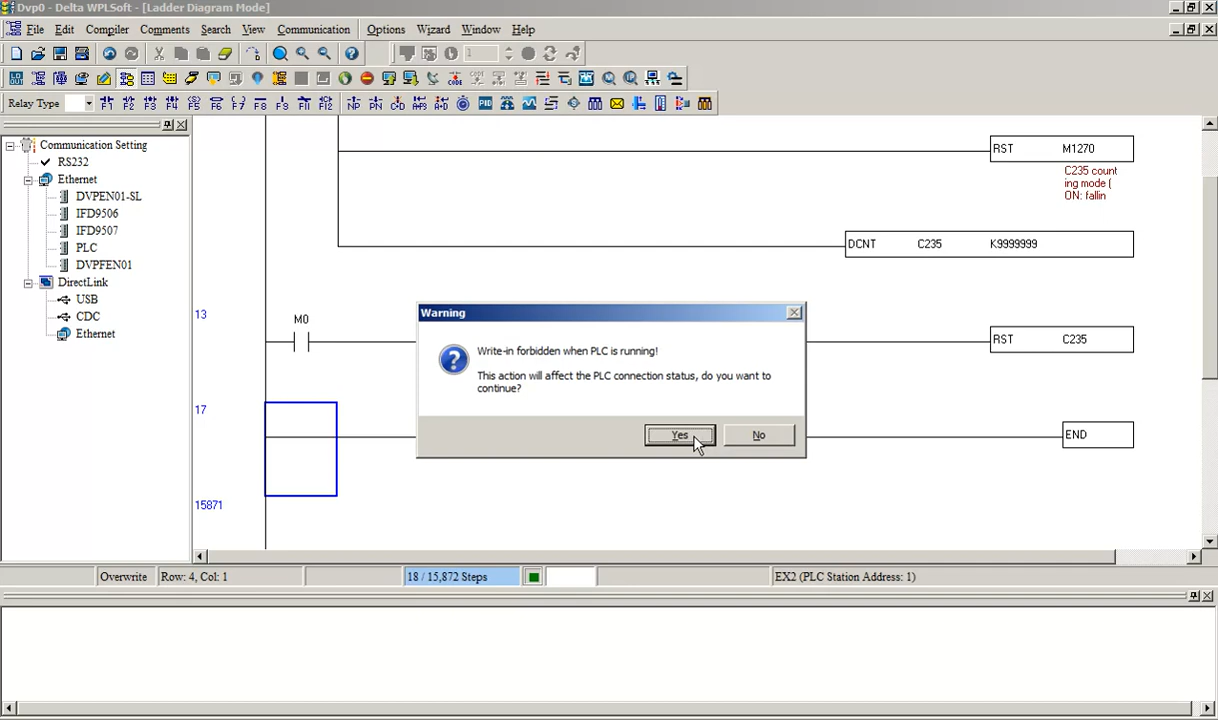 Dvp0 - Delta WPLSoft - [Ladder Diagram Mode]
File Edit Compiler Comments Search View Communication Options Wizard Window Help
1
Relay Type
Communication Setting
RS232
Ethernet
DVPEN01-SL
IFD9506
IFD9507
PLC
DVPFEN01
DirectLink
USB
CDC
Ethernet
RST M1270
C235 count
ing mode (
ON: fallin
DCNT C235 K9999999
13
M0
RST C235
17
END
15871
Warning
Write-in forbidden when PLC is running!
This action will affect the PLC connection status, do you want to
continue?
Yes No
Overwrite Row: 4, Col: 1 18 / 15,872 Steps EX2 (PLC Station Address: 1)